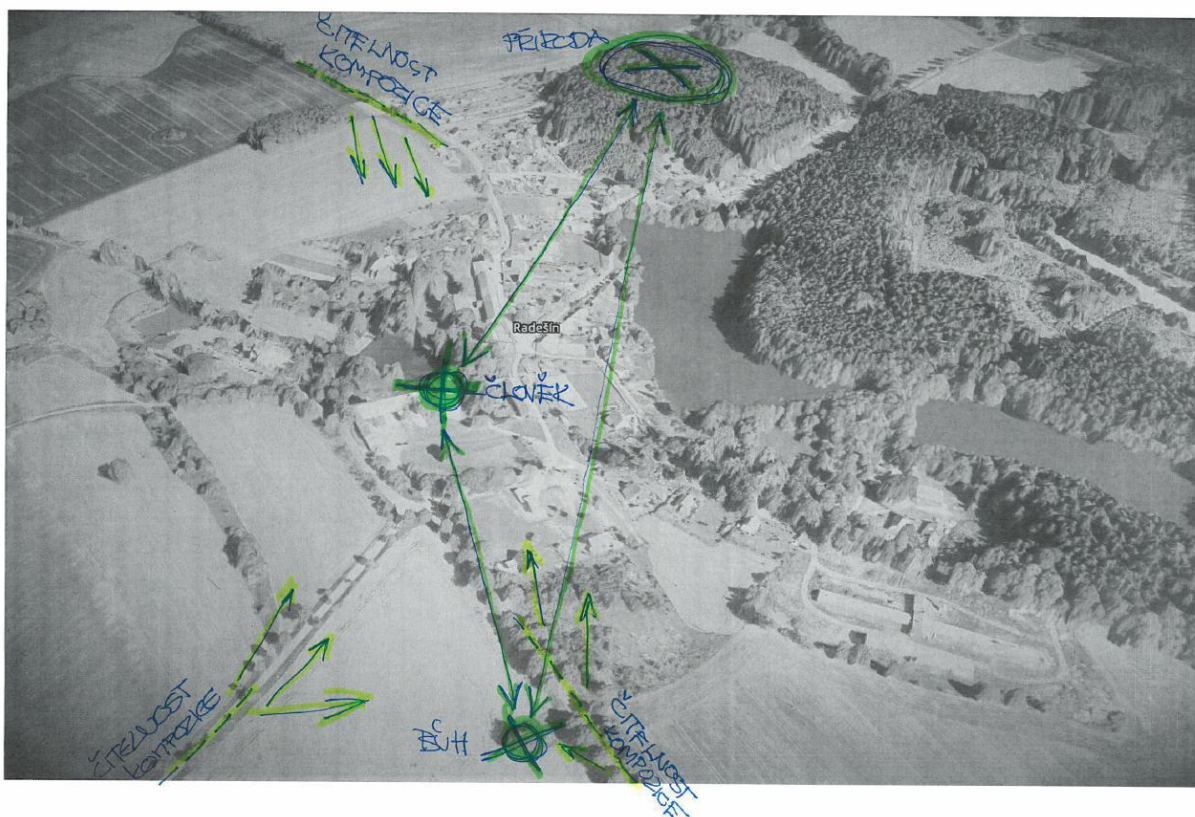 ČITELNOST
KOMPOZICE
PŘÍRODA
Radešín
ČLOVĚK
ČITELNOST
KOMPOZICE
BŮH
ČITELNOST
KOMPOZICE